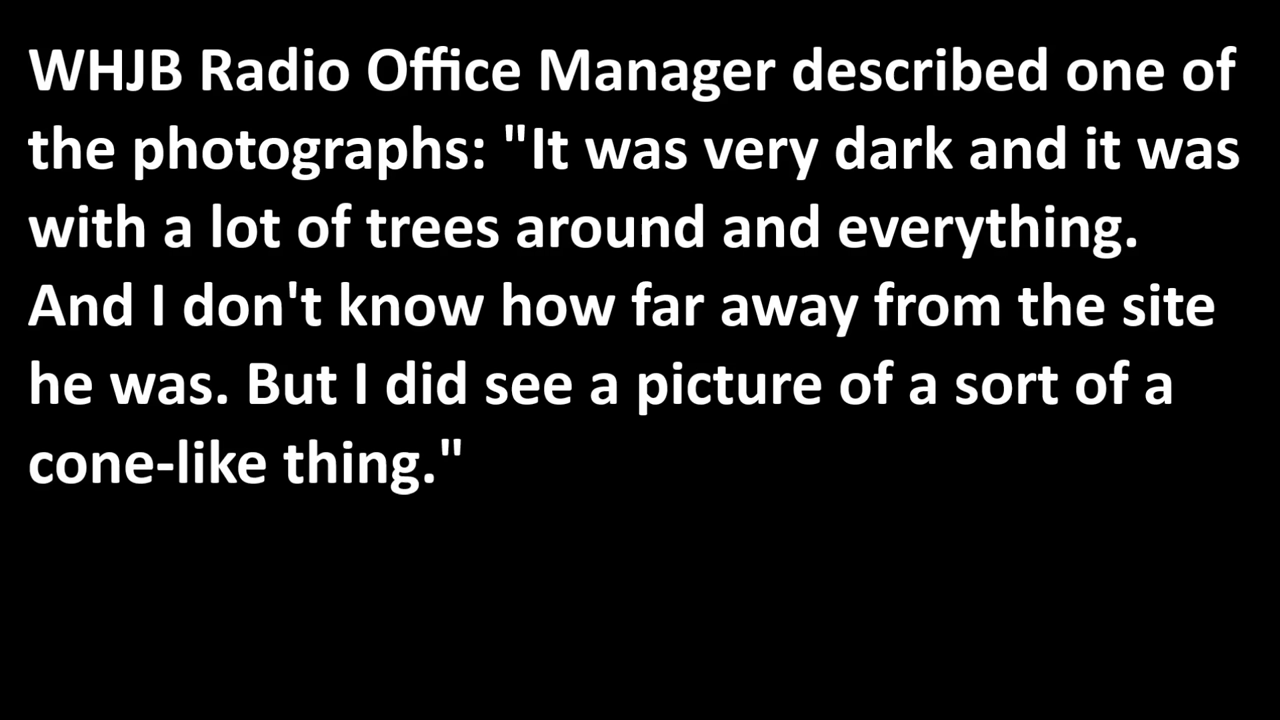 WHJB Radio Office Manager described one of
the photographs: "It was very dark and it was
with a lot of trees around and everything.
And I don't know how far away from the site
he was. But I did see a picture of a sort of a
cone-like thing."